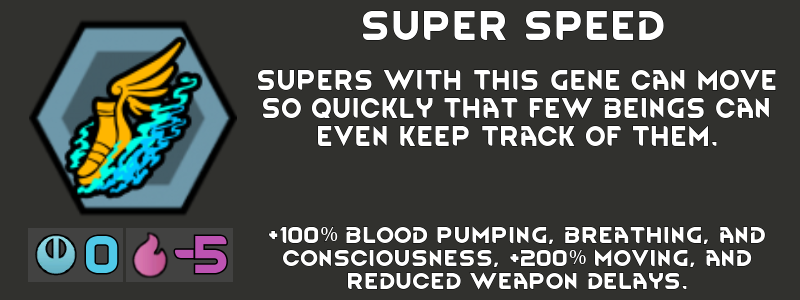 SUPER SPEED
SUPERS WITH THIS GENE CAN MOVE
SO QUICKLY THAT FEW BEINGS CAN
EVEN KEEP TRACK OF THEM.
0 -5
+100% BLOOD PUMPING, BREATHING, AND
CONSCIOUSNESS, +200% MOVING, AND
REDUCED WEAPON DELAYS.